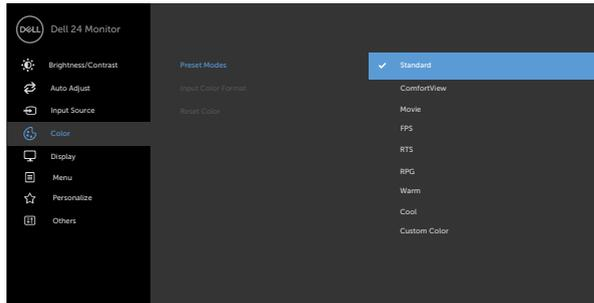 DELL Dell 24 Monitor
Brightness/Contrast Preset Modes Standard
Auto Adjust Input Color Format ComfortView
Input Source Reset Color Movie
FPS
Color RTS
Display
RPG
Menu
Warm
Personalize
Cool
Others
Custom Color